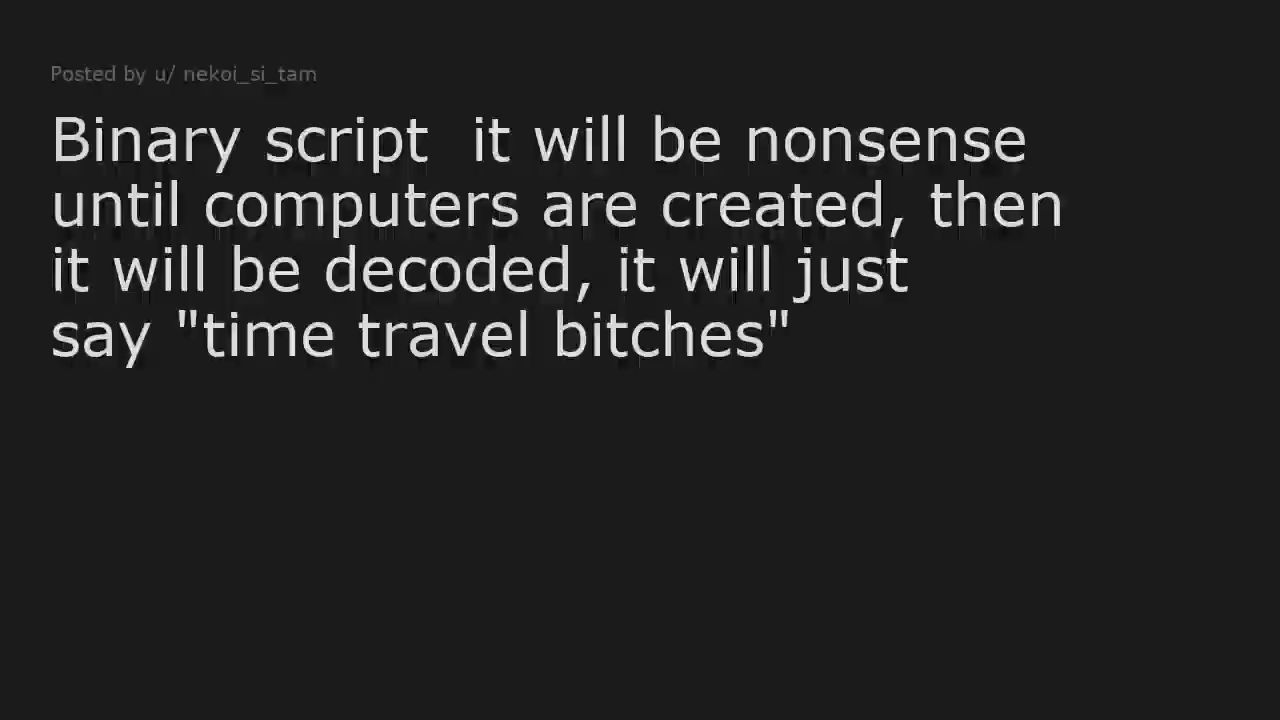 Posted by u/ nekoi_si_tam
Binary script  it will be nonsense
until computers are created, then
it will be decoded, it will just
say "time travel bitches"